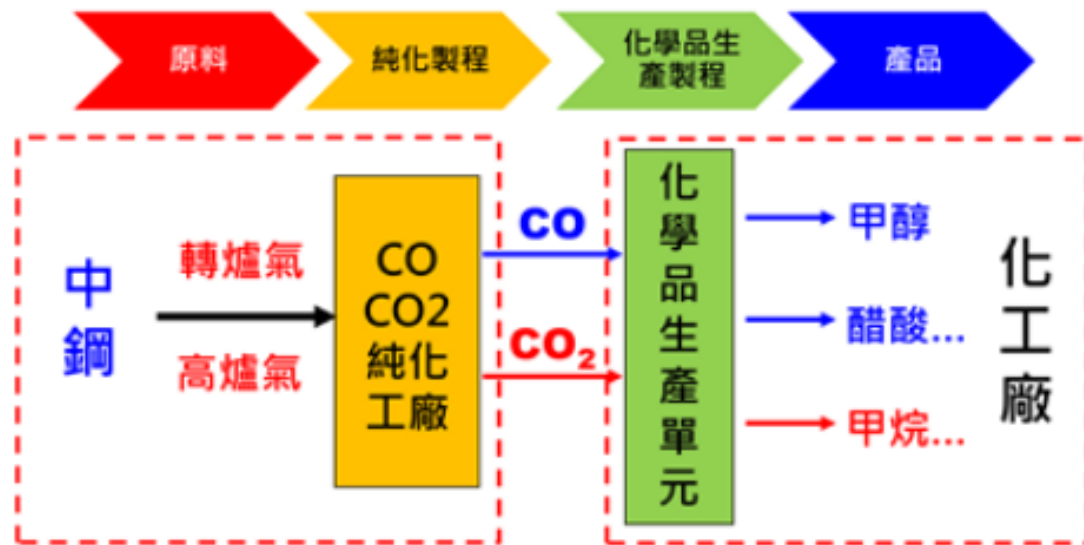 原料
純化製程
化學品生
產製程
產品
中
鋼
轉爐氣
高爐氣
CO
CO2
純化
工廠
CO
CO₂
化
學
品
生
產
單
元
甲醇
醋酸...
甲烷...
化
工
廠